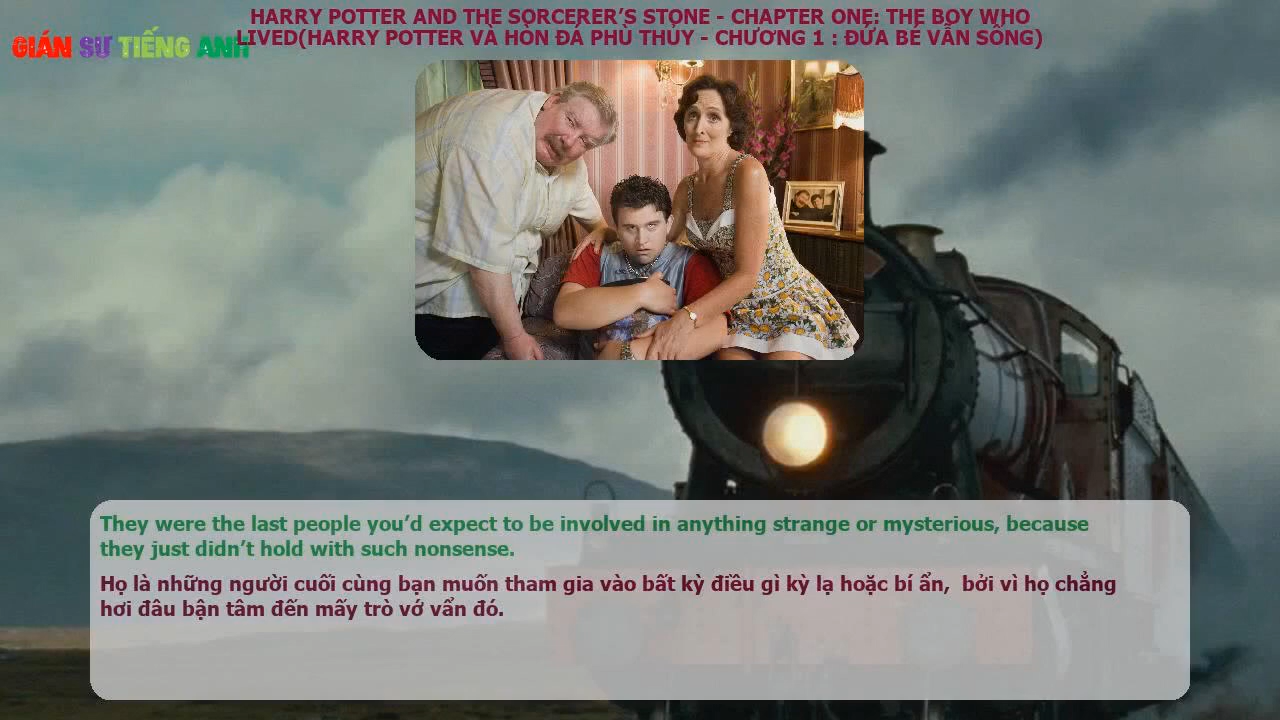 HARRY POTTER AND THE SORCERER’S STONE - CHAPTER ONE: THE BOY WHO
LIVED(HARRY POTTER VÀ HÒN ĐÁ PHÙ THỦY - CHƯƠNG 1 : ĐỨA BÉ VẪN SỐNG)
GIÁN SƯ TIẾNG ANH
They were the last people you’d expect to be involved in anything strange or mysterious, because
they just didn’t hold with such nonsense.
Họ là những người cuối cùng bạn muốn tham gia vào bất kỳ điều gì kỳ lạ hoặc bí ẩn, bởi vì họ chẳng
hơi đâu bận tâm đến mấy trò vớ vẩn đó.